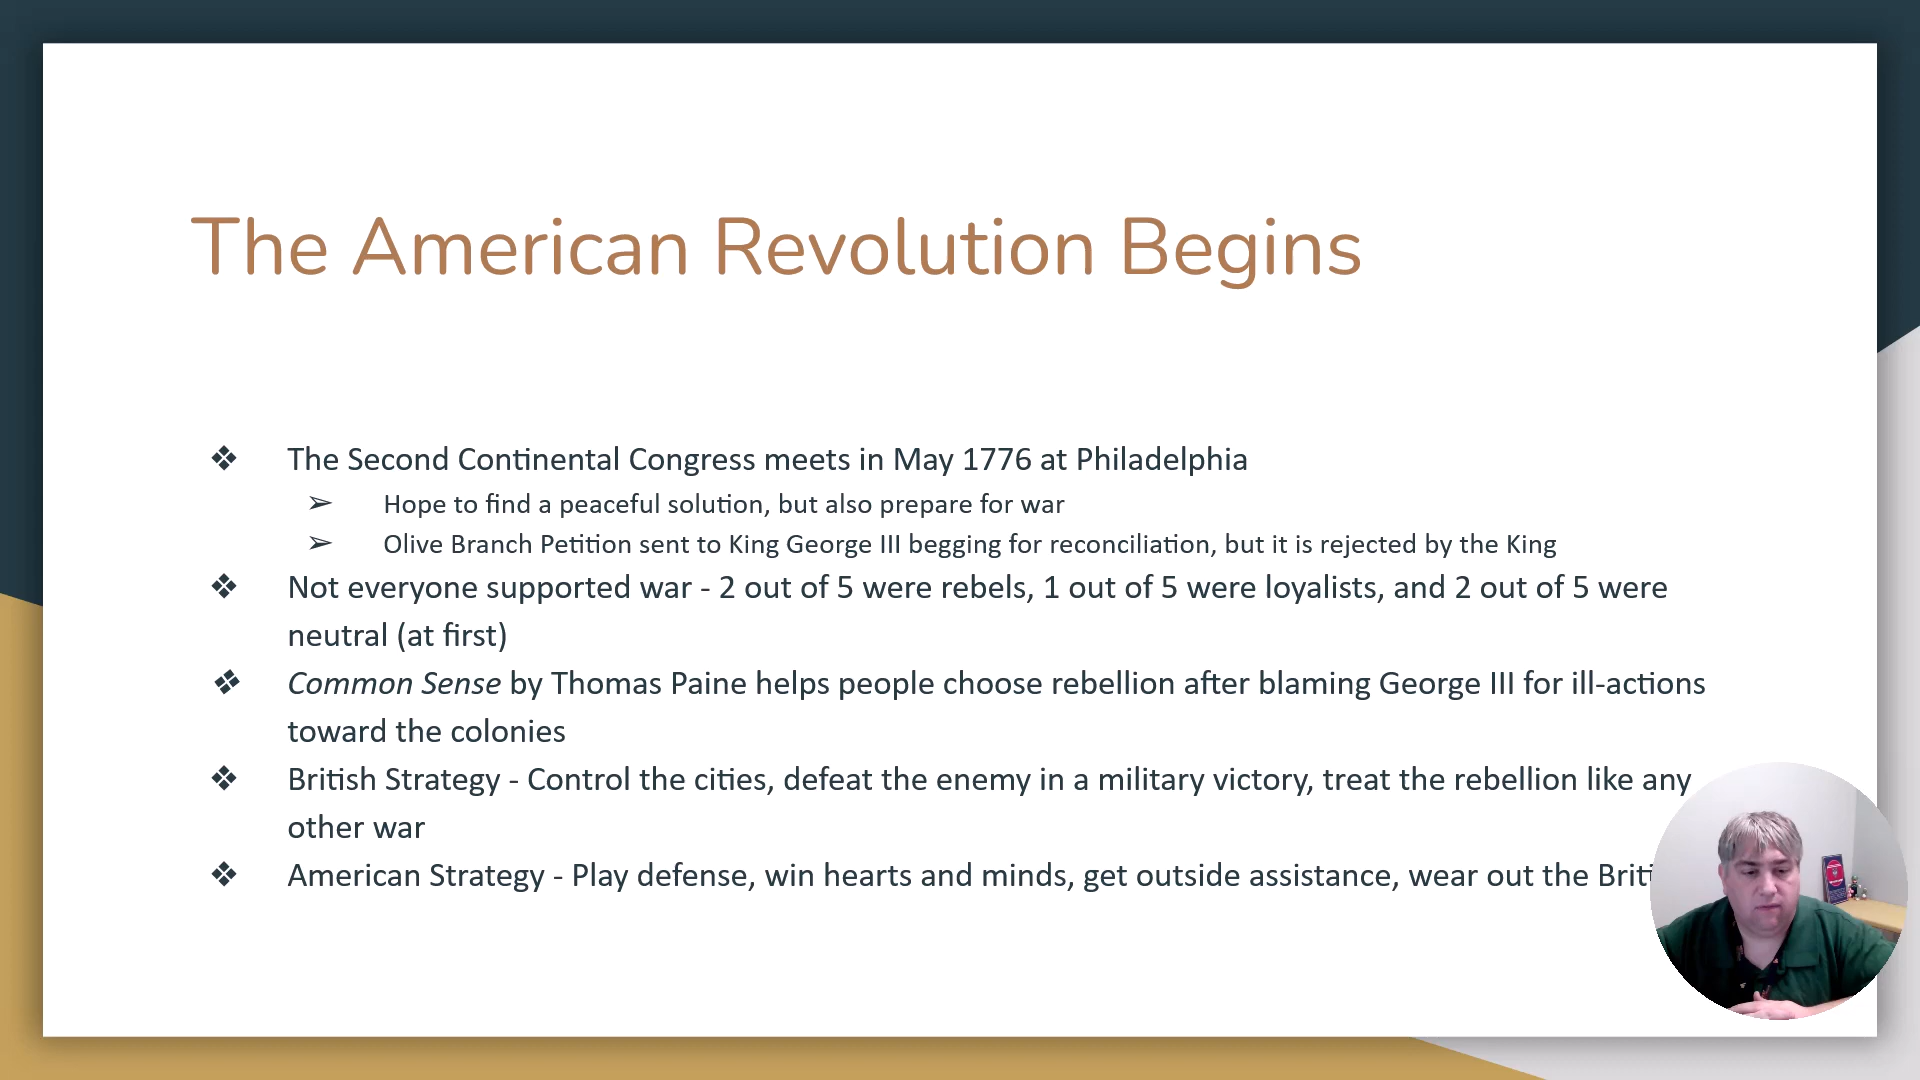 The American Revolution Begins
❖ The Second Continental Congress meets in May 1776 at Philadelphia
➢ Hope to find a peaceful solution, but also prepare for war
➢ Olive Branch Petition sent to King George III begging for reconciliation, but it is rejected by the King
❖ Not everyone supported war - 2 out of 5 were rebels, 1 out of 5 were loyalists, and 2 out of 5 were
neutral (at first)
❖ Common Sense by Thomas Paine helps people choose rebellion after blaming George III for ill-actions
toward the colonies
❖ British Strategy - Control the cities, defeat the enemy in a military victory, treat the rebellion like any
other war
❖ American Strategy - Play defense, win hearts and minds, get outside assistance, wear out the